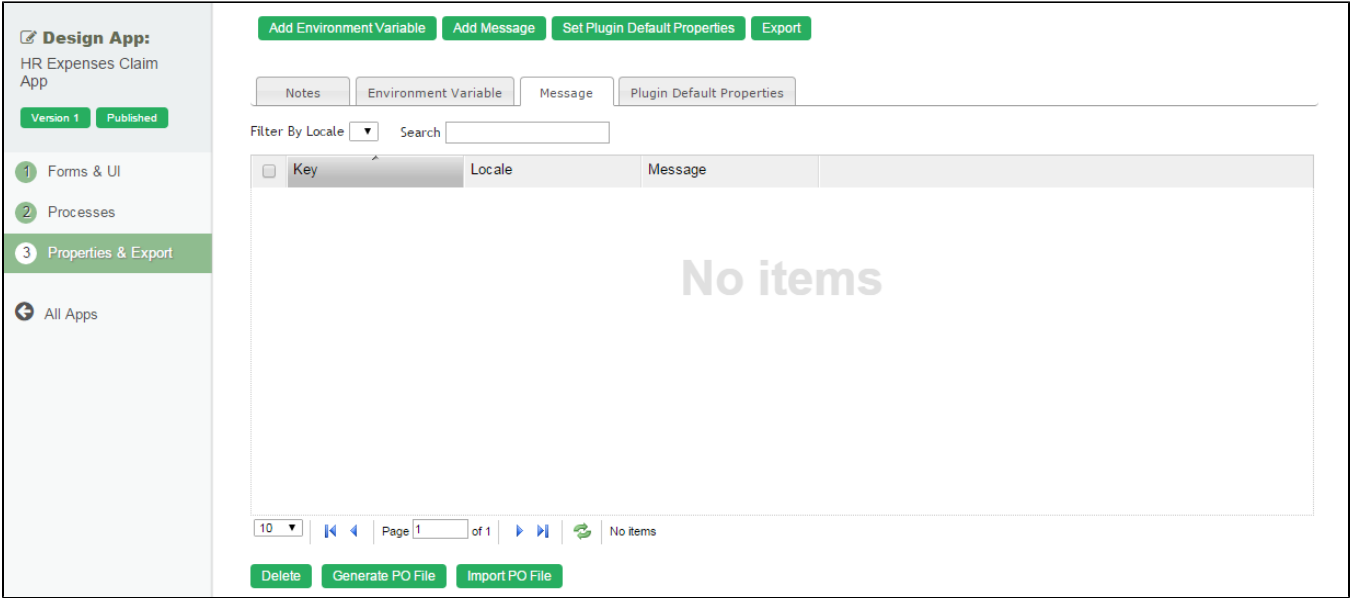 Design App:
HR Expenses Claim
App
Version 1 Published
1 Forms & UI
2 Processes
3 Properties & Export
All Apps
Add Environment Variable Add Message Set Plugin Default Properties Export
Notes Environment Variable Message Plugin Default Properties
Filter By Locale Search
Key Locale Message
No items
10 Page 1 of 1 No items
Delete Generate PO File Import PO File